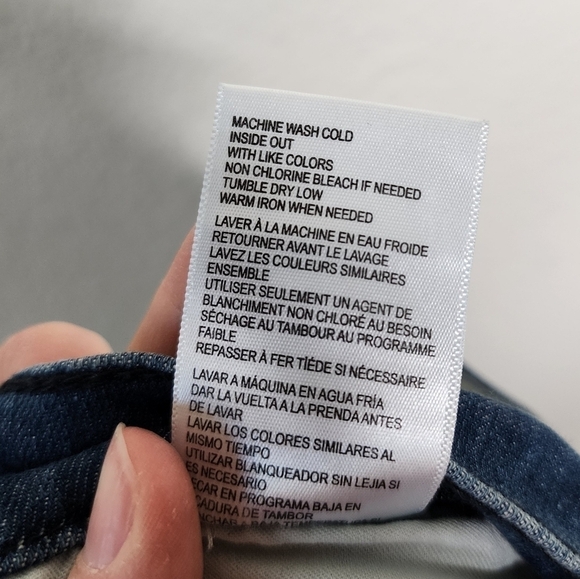 MACHINE WASH COLD
INSIDE OUT
WITH LIKE COLORS
NON CHLORINE BLEACH IF NEEDED
TUMBLE DRY LOW
WARM IRON WHEN NEEDED
LAVER À LA MACHINE EN EAU FROIDE
RETOURNER AVANT LE LAVAGE
LAVEZ LES COULEURS SIMILAIRES
ENSEMBLE
UTILISER SEULEMENT UN AGENT DE
BLANCHIMENT NON CHLORÉ AU BESOIN
SÉCHAGE AU TAMBOUR AU PROGRAMME
FAIBLE
REPASSER À FER TIÉDE SI NÉCESSAIRE
LAVAR A MÁQUINA EN AGUA FRÍA
DAR LA VUELTA A LA PRENDA ANTES
DE LAVAR
LAVAR LOS COLORES SIMILARES AL
MISMO TIEMPO
UTILIZAR BLANQUEADOR SIN LEJIA SI
ES NECESARIO
ECAR EN PROGRAMA BAJA EN
CADURA DE TAMBOR